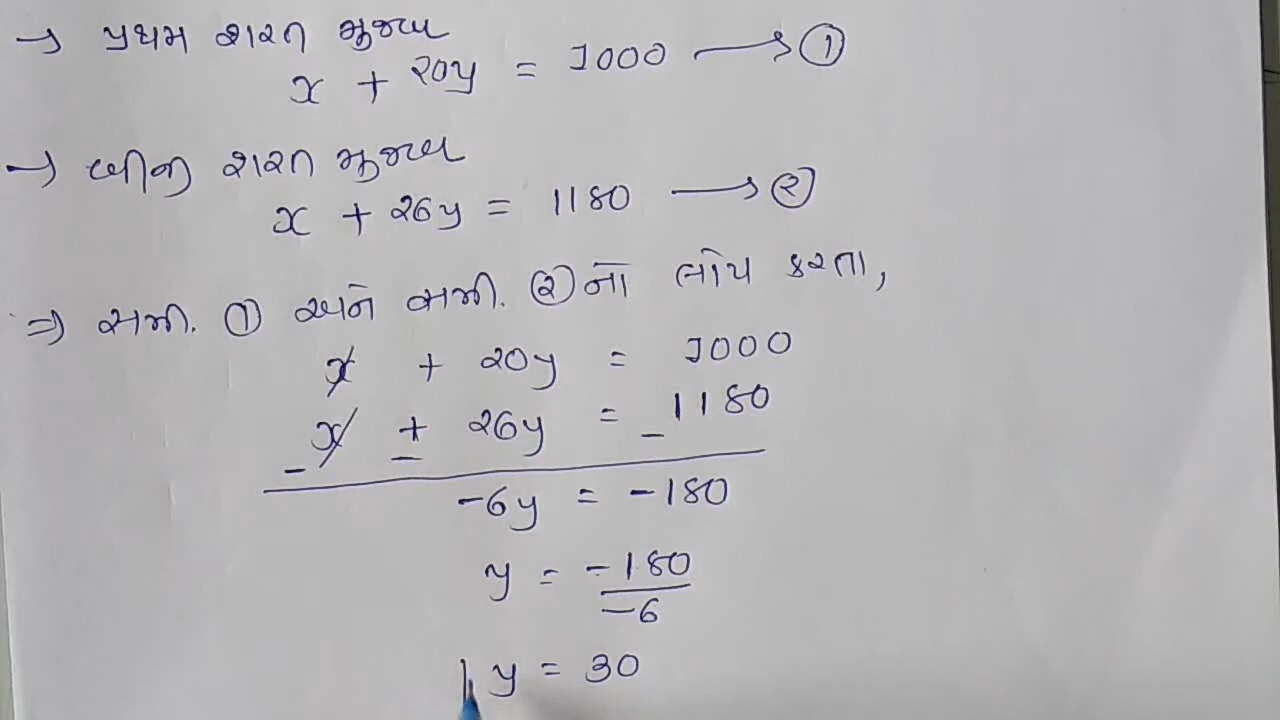 → પ્રથમ શરત મુજબ
x + 20y = 1000 → ①
→ બીજી શરત મુજબ
x + 26y = 1180 → ②
⇒ સમી. ① અને સમી. ②નો લોપ કરતા,
x + 20y = 1000
- x ± 26y = _ 1180
-6y = -180
y = -180
-6
y = 30